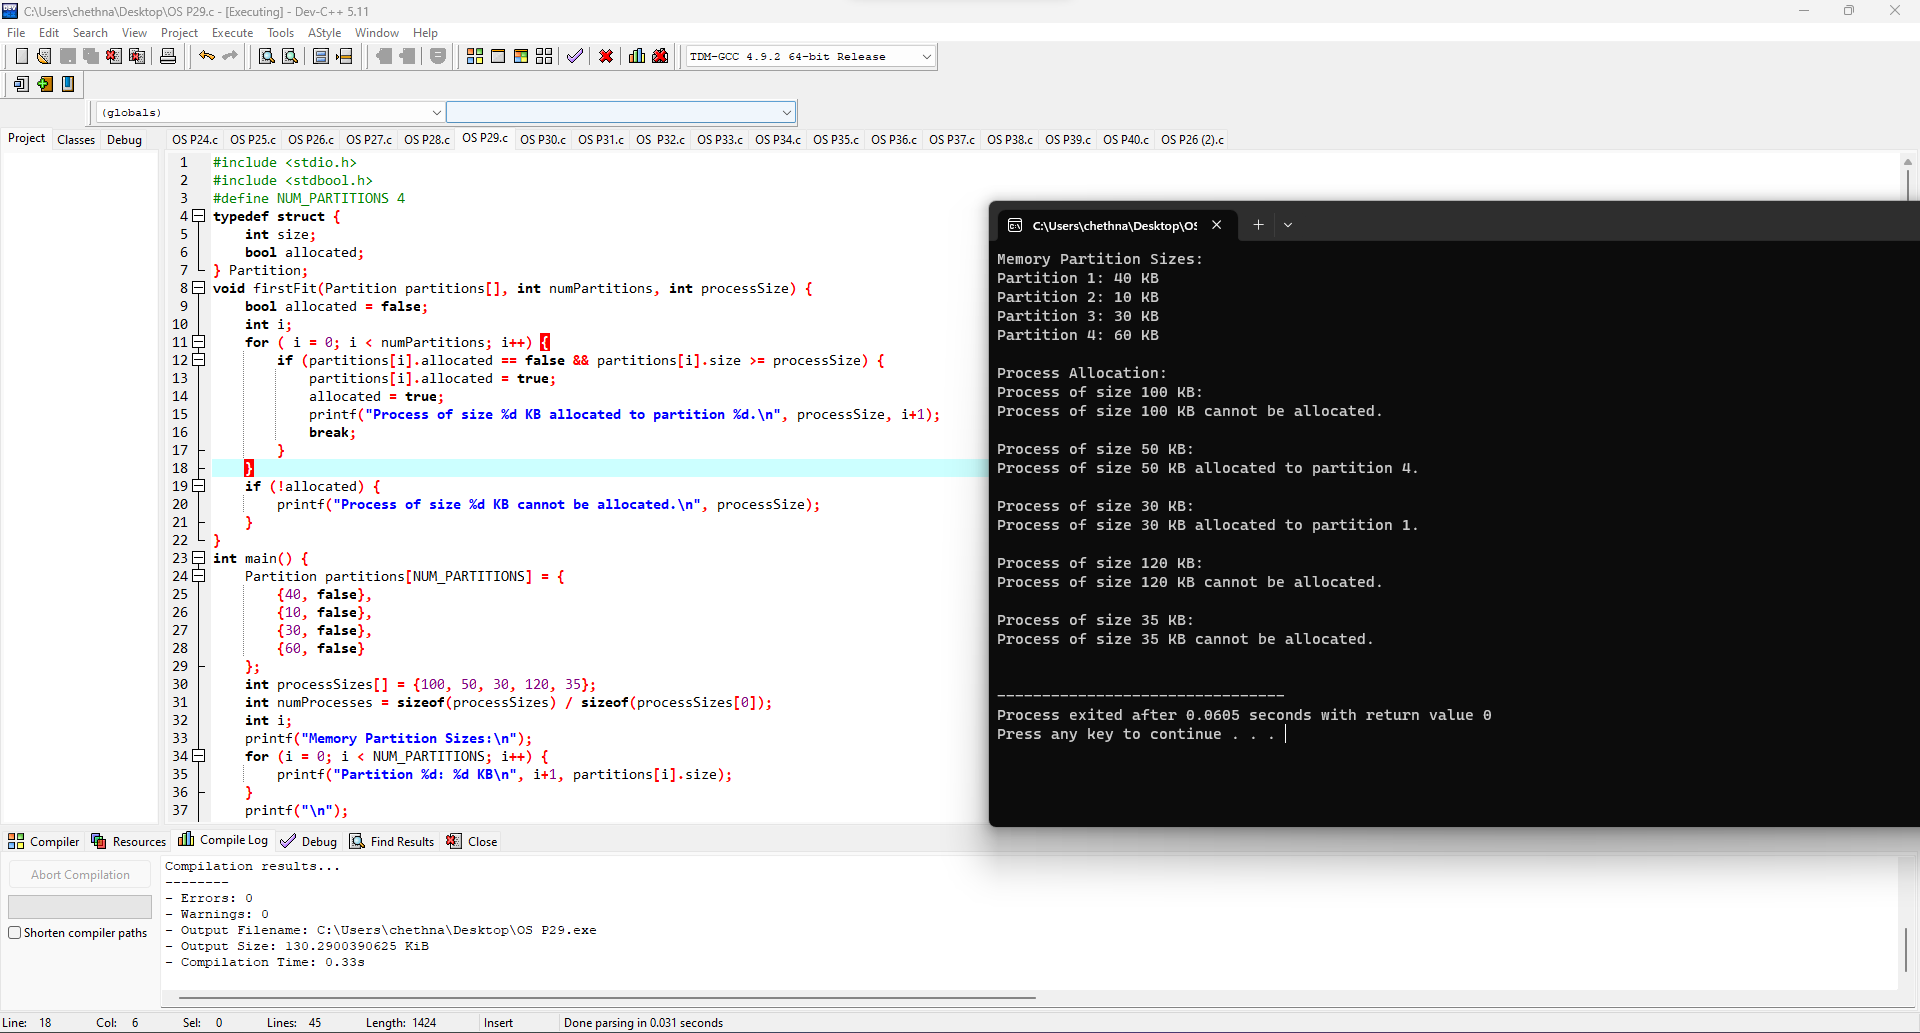 C:\Users\chethna\Desktop\OS P29.c - [Executing] - Dev-C++ 5.11
File Edit Search View Project Execute Tools AStyle Window Help
TDM-GCC 4.9.2 64-bit Release
(globals)
Project Classes Debug
OS P24.c OS P25.c OS P26.c OS P27.c OS P28.c OS P29.c OS P30.c OS P31.c OS P32.c OS P33.c OS P34.c OS P35.c OS P36.c OS P37.c OS P38.c OS P39.c OS P40.c OS P26 (2).c
1 #include <stdio.h>
2 #include <stdbool.h>
3 #define NUM_PARTITIONS 4
4 typedef struct {
5 int size;
6 bool allocated;
7 } Partition;
8 void firstFit(Partition partitions[], int numPartitions, int processSize) {
9 bool allocated = false;
10 int i;
11 for ( i = 0; i < numPartitions; i++) {
12 if (partitions[i].allocated == false && partitions[i].size >= processSize) {
13 partitions[i].allocated = true;
14 allocated = true;
15 printf("Process of size %d KB allocated to partition %d.\n", processSize, i+1);
16 break;
17 }
18 }
19 if (!allocated) {
20 printf("Process of size %d KB cannot be allocated.\n", processSize);
21 }
22 }
23 int main() {
24 Partition partitions[NUM_PARTITIONS] = {
25 {40, false},
26 {10, false},
27 {30, false},
28 {60, false}
29 };
30 int processSizes[] = {100, 50, 30, 120, 35};
31 int numProcesses = sizeof(processSizes) / sizeof(processSizes[0]);
32 int i;
33 printf("Memory Partition Sizes:\n");
34 for (i = 0; i < NUM_PARTITIONS; i++) {
35 printf("Partition %d: %d KB\n", i+1, partitions[i].size);
36 }
37 printf("\n");
C:\Users\chethna\Desktop\OS
Memory Partition Sizes:
Partition 1: 40 KB
Partition 2: 10 KB
Partition 3: 30 KB
Partition 4: 60 KB
Process Allocation:
Process of size 100 KB:
Process of size 100 KB cannot be allocated.
Process of size 50 KB:
Process of size 50 KB allocated to partition 4.
Process of size 30 KB:
Process of size 30 KB allocated to partition 1.
Process of size 120 KB:
Process of size 120 KB cannot be allocated.
Process of size 35 KB:
Process of size 35 KB cannot be allocated.
--------------------------------
Process exited after 0.0605 seconds with return value 0
Press any key to continue . . .
Compiler Resources Compile Log Debug Find Results Close
Abort Compilation
Shorten compiler paths
Compilation results...
--------
- Errors: 0
- Warnings: 0
- Output Filename: C:\Users\chethna\Desktop\OS P29.exe
- Output Size: 130.2900390625 KiB
- Compilation Time: 0.33s
Line: 18 Col: 6 Sel: 0 Lines: 45 Length: 1424 Insert Done parsing in 0.031 seconds